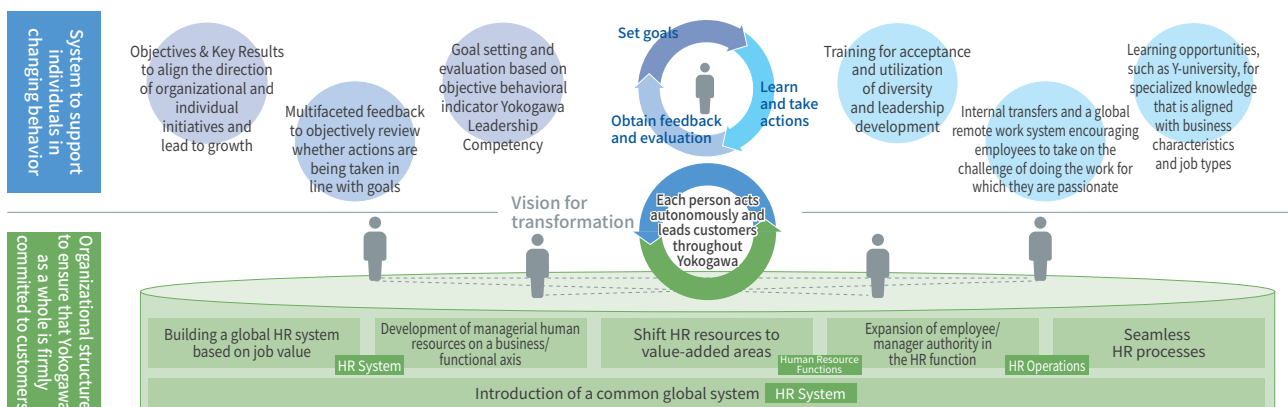 System to support
individuals in
changing behavior
Objectives & Key Results
to align the direction
of organizational and
individual
initiatives and
lead to growth
Multifaceted feedback
to objectively review
whether actions are
being taken in
line with goals
Goal setting and
evaluation based on
objective behavioral
indicator Yokogawa
Leadership
Competency
Set goals
Learn
and take
actions
Obtain feedback
and evaluation
Training for acceptance
and utilization
of diversity
and leadership
development
Internal transfers and a global
remote work system encouraging
employees to take on the
challenge of doing the work for
which they are passionate
Learning opportunities,
such as Y-university, for
specialized knowledge
that is aligned
with business
characteristics
and job types
Vision for
transformation
Each person acts
autonomously and
leads customers
throughout
Yokogawa
Organizational structure
to ensure that Yokogawa
as a whole is firmly
committed to customers
Building a global HR system
based on job value
Development of managerial human
resources on a business/
functional axis
Shift HR resources to
value-added areas
Expansion of employee/
manager authority in
the HR function
Seamless
HR processes
HR System
Human Resource
Functions
HR Operations
Introduction of a common global system
HR System